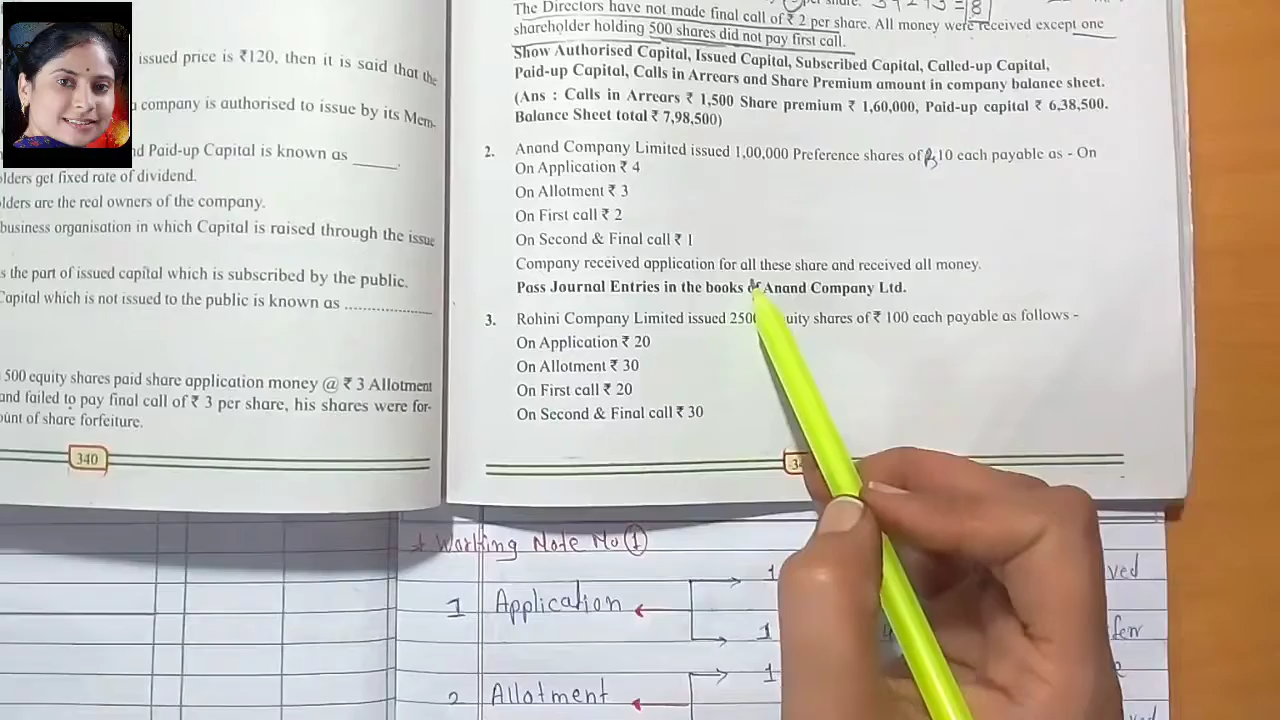 issued price is ₹120, then it is said that the
company is authorised to issue by its Mem-
nd Paid-up Capital is known as ______.
olders get fixed rate of dividend.
olders are the real owners of the company.
business organisation in which Capital is raised through the issue
s the part of issued capital which is subscribed by the public.
Capital which is not issued to the public is known as ..................
500 equity shares paid share application money @ ₹ 3 Allotment
and failed to pay final call of ₹ 3 per share, his shares were for-
ount of share forfeiture.
340
per share.
The Directors have not made final call of ₹ 2 per share. All money were received except one
shareholder holding 500 shares did not pay first call.
Show Authorised Capital, Issued Capital, Subscribed Capital, Called-up Capital,
Paid-up Capital, Calls in Arrears and Share Premium amount in company balance sheet.
(Ans : Calls in Arrears ₹ 1,500 Share premium ₹ 1,60,000, Paid-up capital ₹ 6,38,500.
Balance Sheet total ₹ 7,98,500)
2. Anand Company Limited issued 1,00,000 Preference shares of 10 each payable as - On
On Application ₹ 4
On Allotment ₹ 3
On First call ₹ 2
On Second & Final call ₹ 1
Company received application for all these share and received all money.
Pass Journal Entries in the books of Anand Company Ltd.
3. Rohini Company Limited issued 2500 uity shares of ₹ 100 each payable as follows -
On Application ₹ 20
On Allotment ₹ 30
On First call ₹ 20
On Second & Final call ₹ 30
Working Note No 1
1 Application
1
ved
1
2 Allotment
1